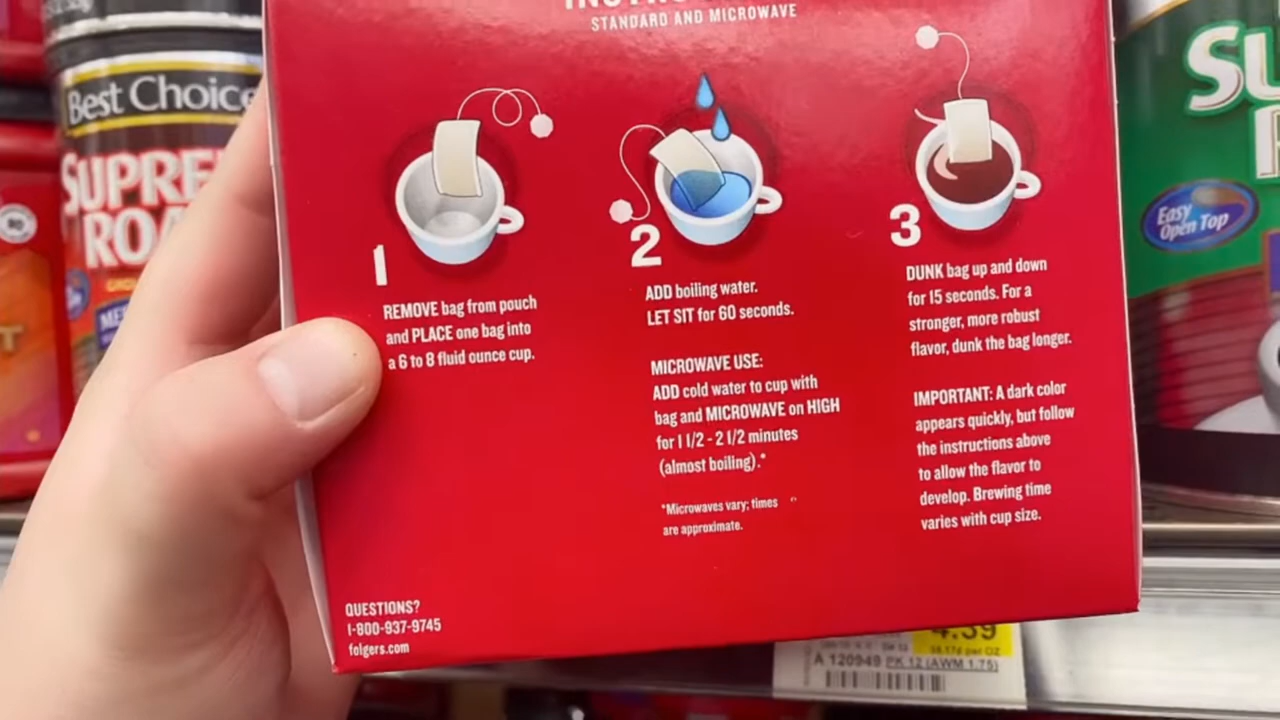 STANDARD AND MICROWAVE
1
REMOVE bag from pouch
and PLACE one bag into
a 6 to 8 fluid ounce cup.
2
ADD boiling water.
LET SIT for 60 seconds.
MICROWAVE USE:
ADD cold water to cup with
bag and MICROWAVE on HIGH
for 1 1/2 - 2 1/2 minutes
(almost boiling).*
*Microwaves vary; times
are approximate.
3
DUNK bag up and down
for 15 seconds. For a
stronger, more robust
flavor, dunk the bag longer.
IMPORTANT: A dark color
appears quickly, but follow
the instructions above
to allow the flavor to
develop. Brewing time
varies with cup size.
QUESTIONS?
1-800-937-9745
folgers.com
Best Choice
SUPRE
ROA
Easy
Open Top
SU
4.39
A 120949 PK 12 (AWM 1.75)